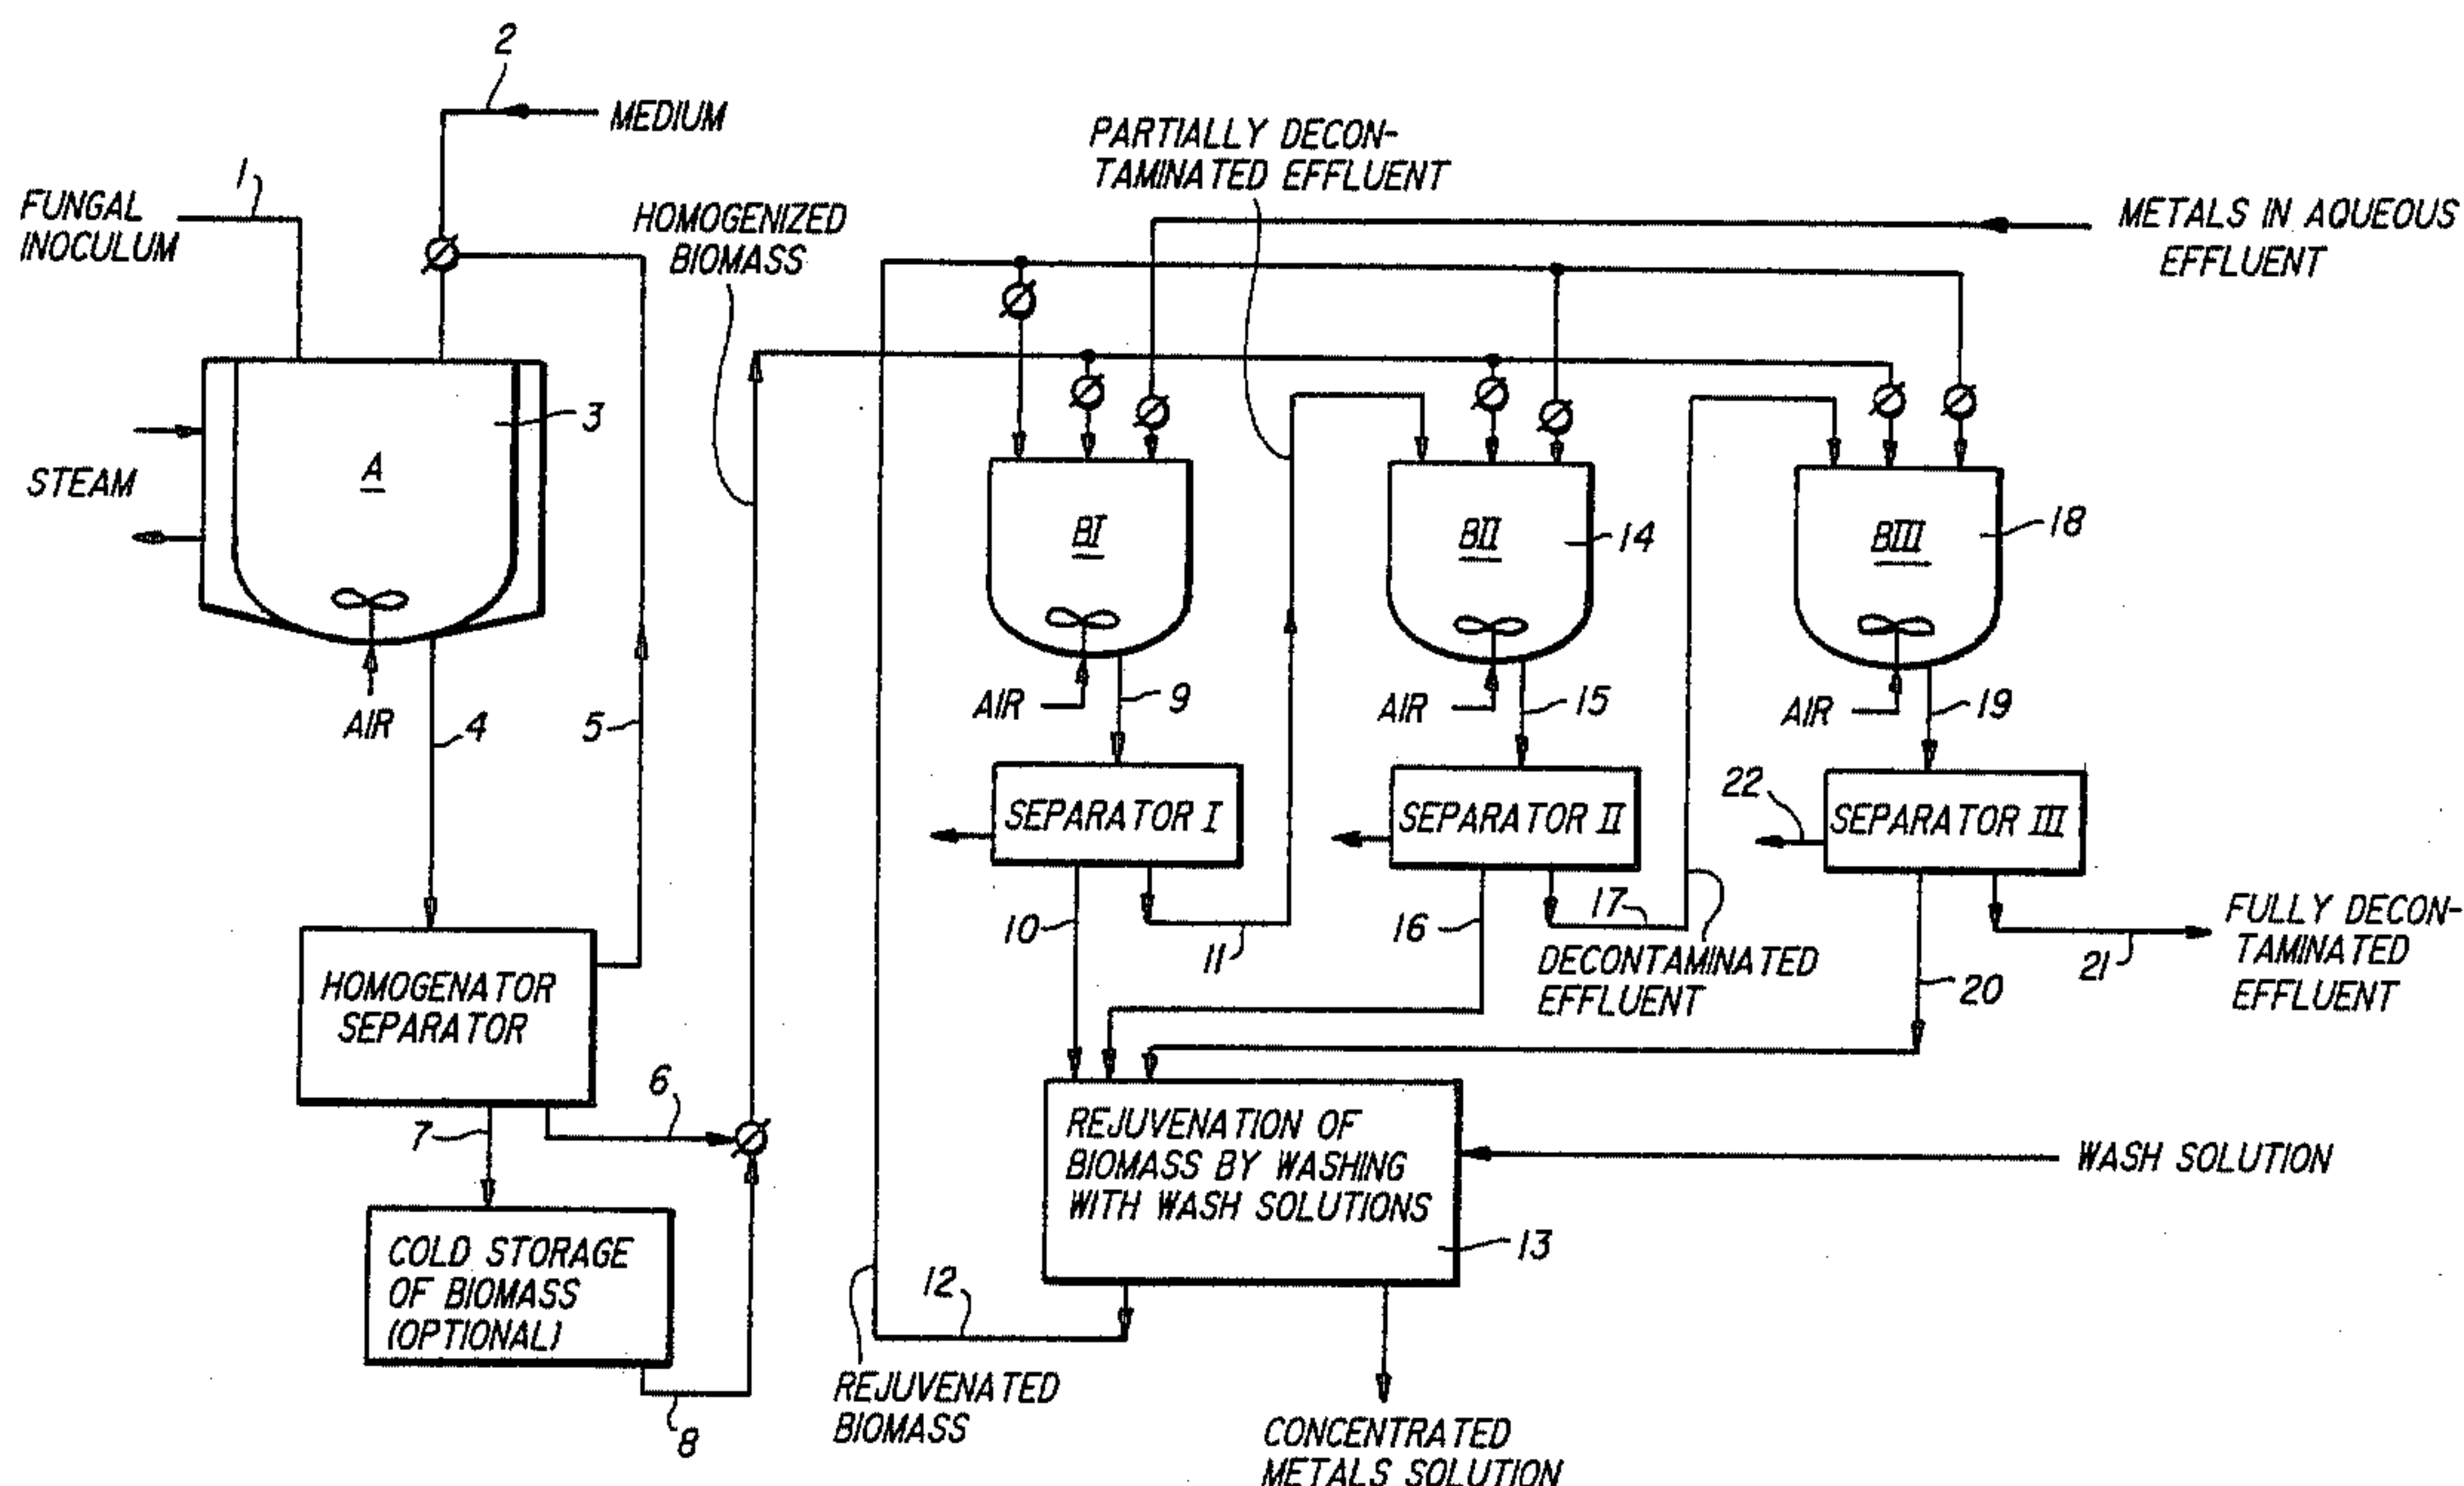 2
MEDIUM
1
FUNGAL
INOCULUM
HOMOGENIZED
BIOMASS
PARTIALLY DECON-
TAMINATED EFFLUENT
METALS IN AQUEOUS
EFFLUENT
3
A
STEAM
AIR
4
5
BI
BII
14
BIII
18
AIR
9
AIR
15
AIR
19
SEPARATOR I
SEPARATOR II
22
SEPARATOR III
10
11
16
17
DECONTAMINATED
EFFLUENT
20
21
FULLY DECON-
TAMINATED
EFFLUENT
HOMOGENATOR
SEPARATOR
6
7
COLD STORAGE
OF BIOMASS
(OPTIONAL)
8
REJUVENATION OF
BIOMASS BY WASHING
WITH WASH SOLUTIONS
13
WASH SOLUTION
12
REJUVENATED
BIOMASS
CONCENTRATED
METALS SOLUTION